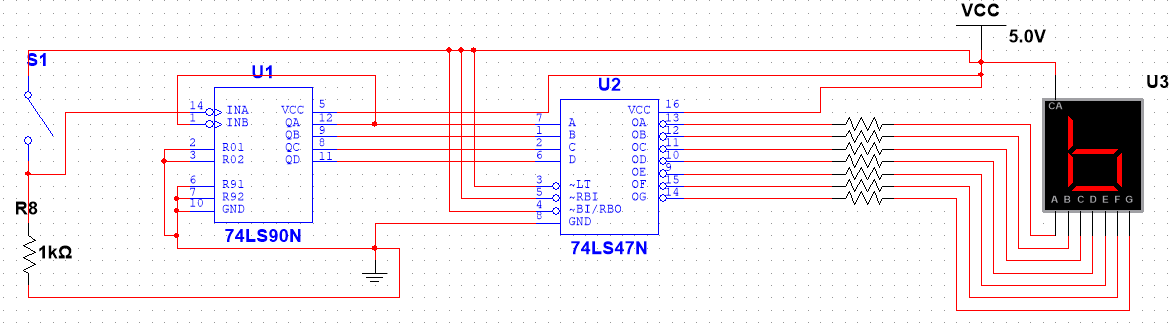 VCC
5.0V
S1
U1
U2
U3
14
INA
VCC
5
1
INB
QA
12
QB
9
2
R01
QC
8
3
R02
QD
11
6
R91
7
R92
10
GND
74LS90N
VCC
16
7
A
OA
13
1
B
OB
12
2
C
OC
11
6
D
OD
10
OE
9
3
~LT
OF
15
5
~RBI
OG
14
4
~BI/RBO
8
GND
74LS47N
CA
A B C D E F G
R8
1kΩ